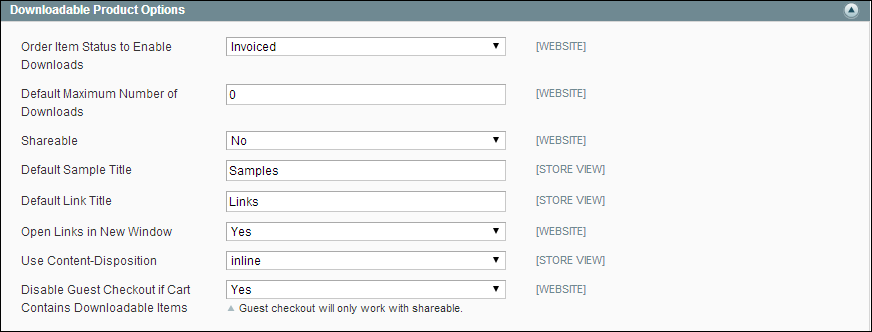 Downloadable Product Options
Order Item Status to Enable Downloads Invoiced [WEBSITE]
Default Maximum Number of Downloads 0 [WEBSITE]
Shareable No [WEBSITE]
Default Sample Title Samples [STORE VIEW]
Default Link Title Links [STORE VIEW]
Open Links in New Window Yes [WEBSITE]
Use Content-Disposition inline [STORE VIEW]
Disable Guest Checkout if Cart Contains Downloadable Items Yes [WEBSITE]
Guest checkout will only work with shareable.